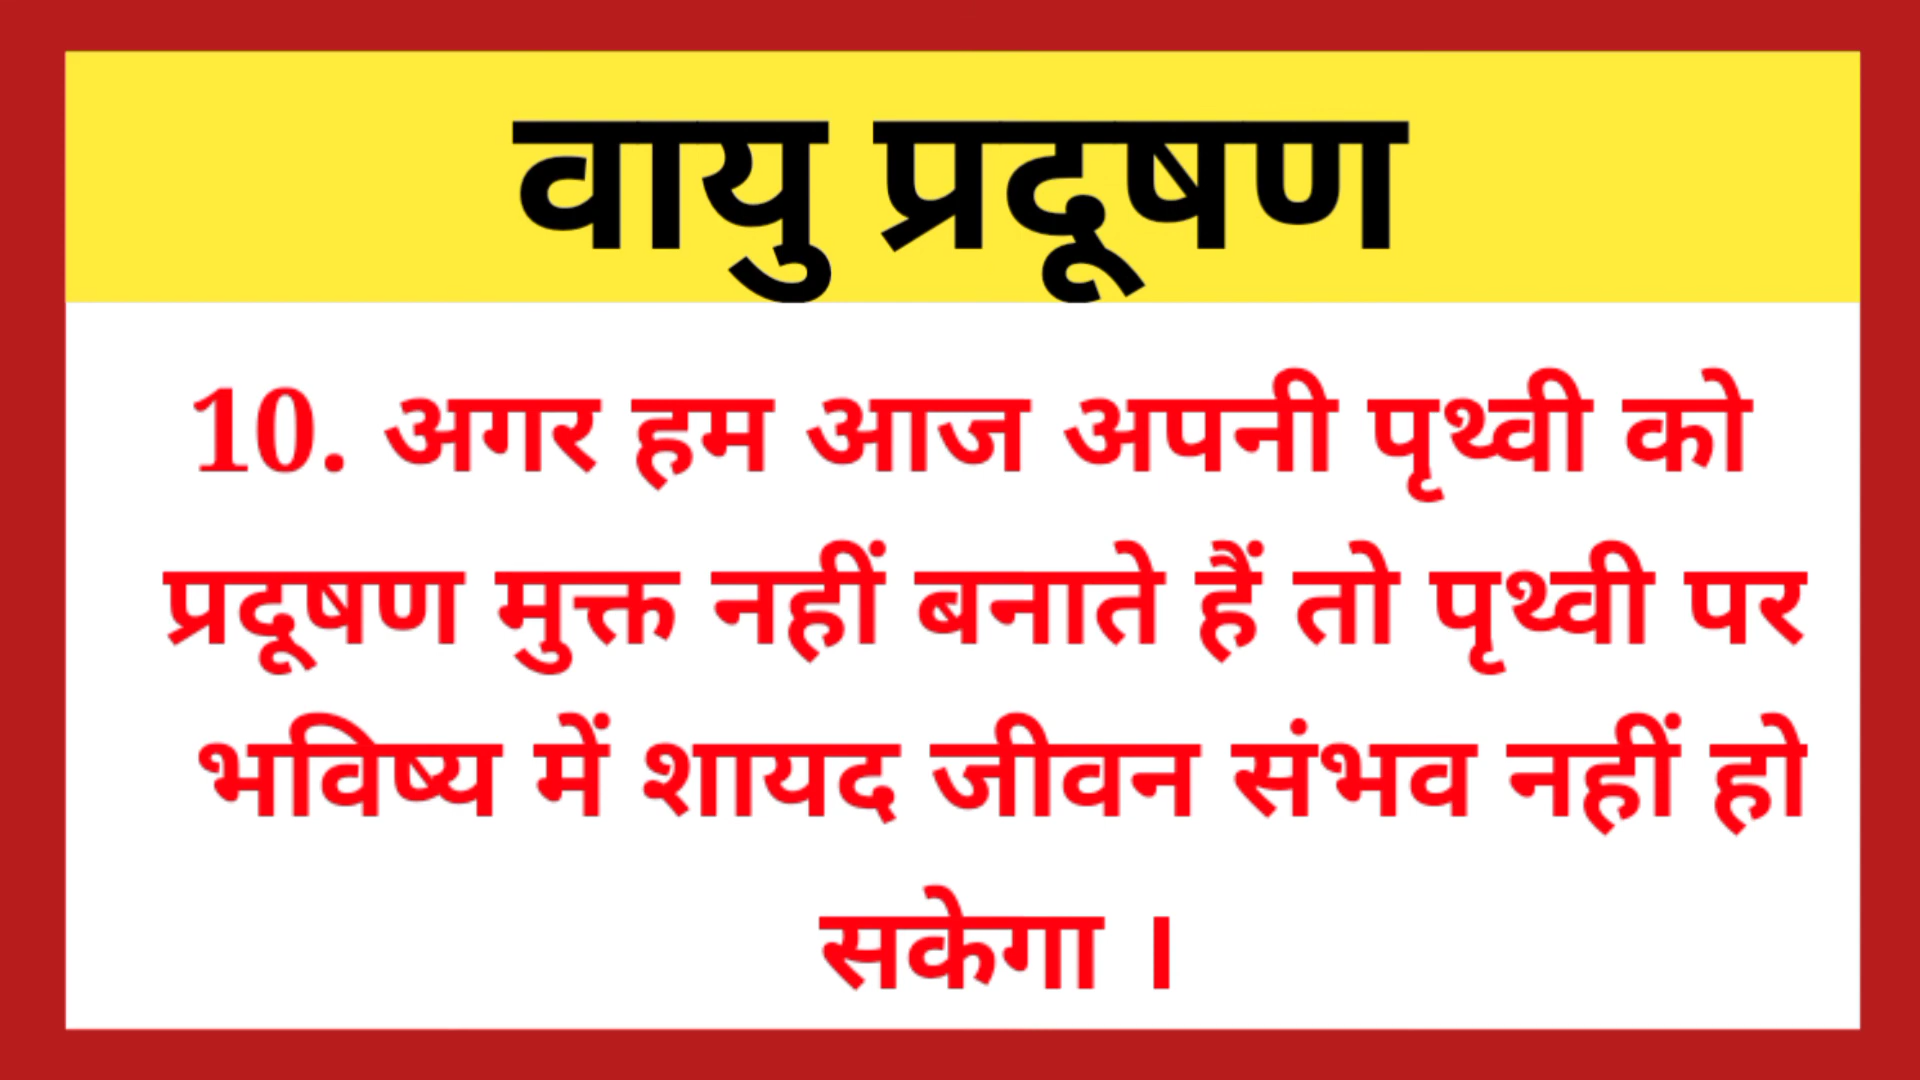 वायु प्रदूषण
10. अगर हम आज अपनी पृथ्वी को
प्रदूषण मुक्त नहीं बनाते हैं तो पृथ्वी पर
भविष्य में शायद जीवन संभव नहीं हो
सकेगा ।